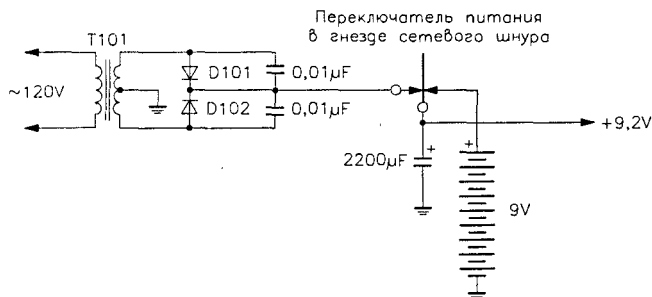 Переключатель питания
в гнезде сетевого шнура
T101
~120V
D101
0,01µF
D102
0,01µF
+9,2V
2200µF
+
+
9V